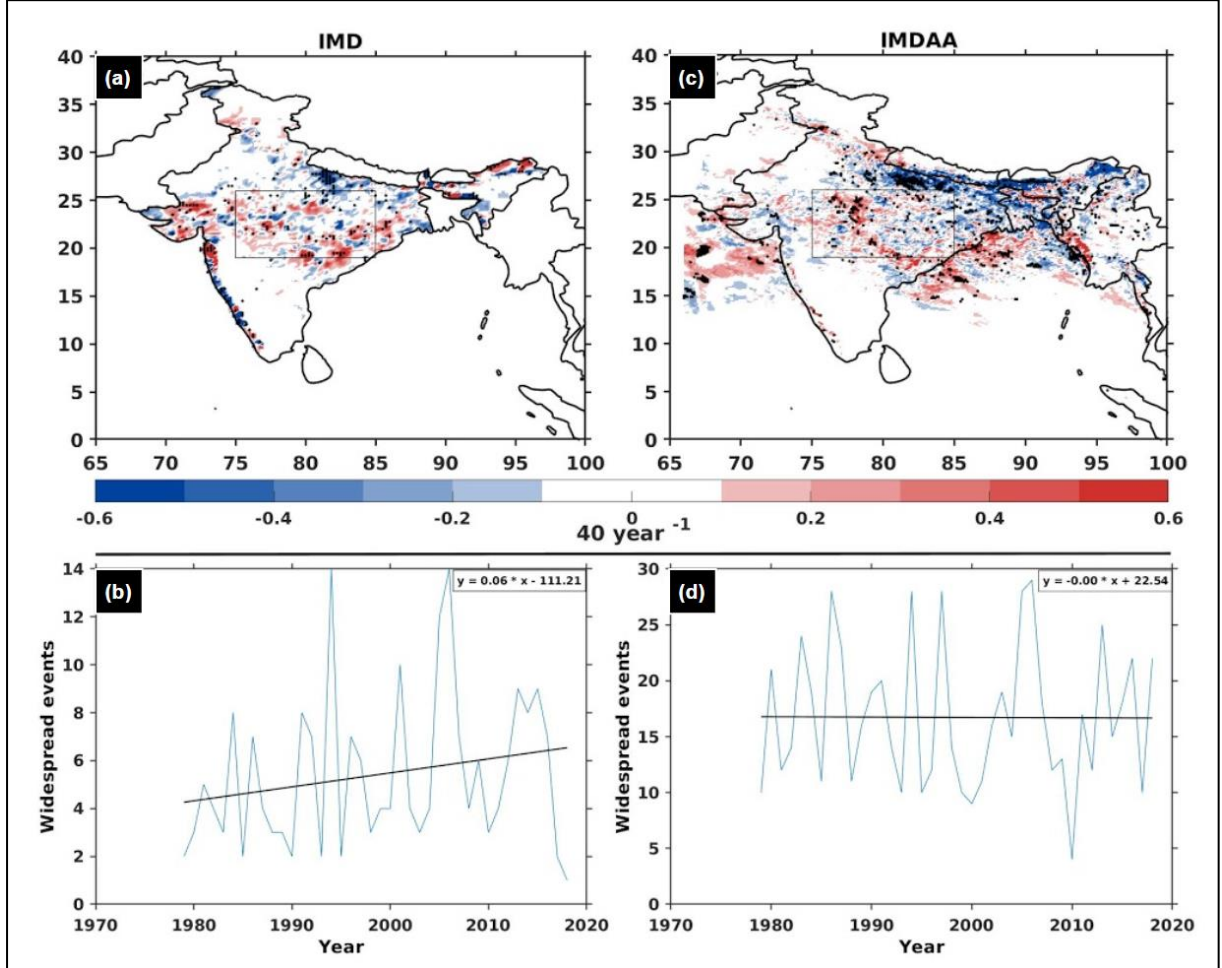 IMD
(a)
40
35
30
25
20
15
10
5
0
65 70 75 80 85 90 95 100
IMDAA
(c)
40
35
30
25
20
15
10
5
0
65 70 75 80 85 90 95 100
-0.6 -0.4 -0.2 0 0.2 0.4 0.6
40 year -1
(b)
y = 0.06 * x - 111.21
Widespread events
14
12
10
8
6
4
2
0
1970 1980 1990 2000 2010 2020
Year
(d)
y = -0.00 * x + 22.54
Widespread events
30
25
20
15
10
5
0
1970 1980 1990 2000 2010 2020
Year